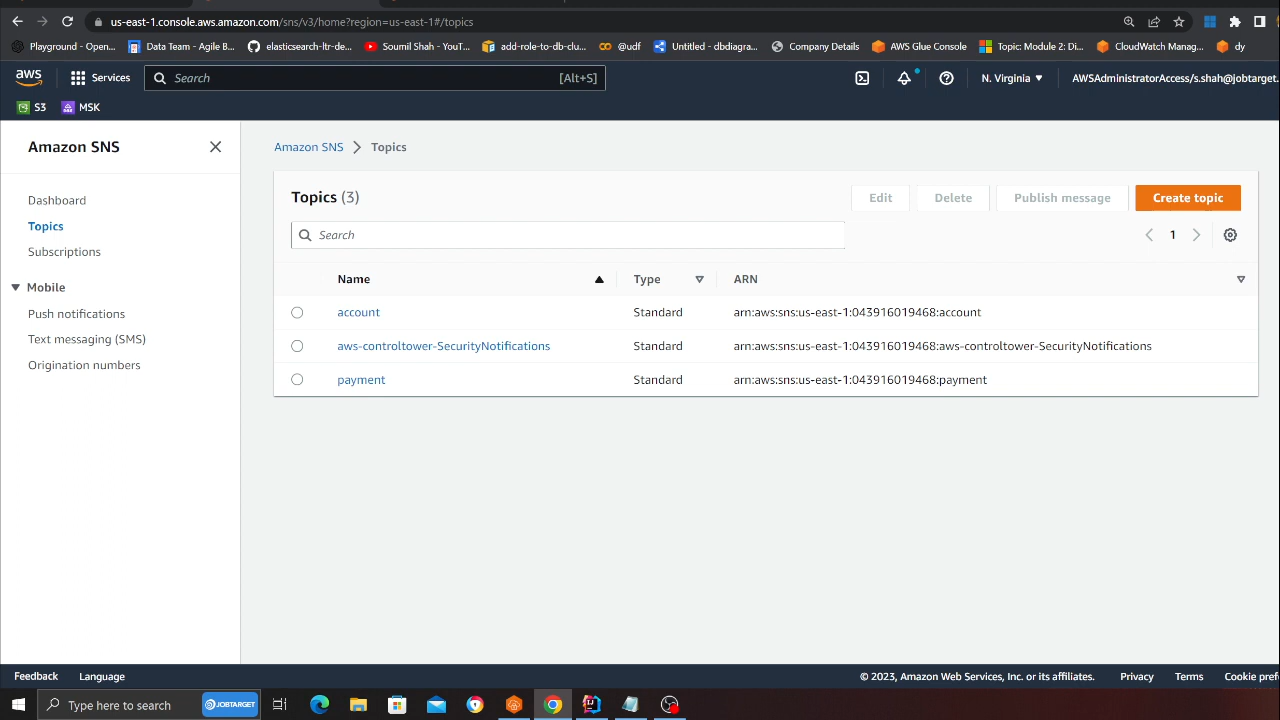 us-east-1.console.aws.amazon.com/sns/v3/home?region=us-east-1#/topics
Playground - Open... Data Team - Agile B... elasticsearch-ltr-de... Soumil Shah - YouT... add-role-to-db-clu... @udf Untitled - dbdiagra... Company Details AWS Glue Console Topic: Module 2: Di... CloudWatch Manag... dy
aws Services Search [Alt+S] N. Virginia AWSAdministratorAccess/s.shah@jobtarget.
S3 MSK
Amazon SNS
Dashboard
Topics
Subscriptions
Mobile
Push notifications
Text messaging (SMS)
Origination numbers
Amazon SNS Topics
Topics (3) Edit Delete Publish message Create topic
Search 1
Name Type ARN
account Standard arn:aws:sns:us-east-1:043916019468:account
aws-controltower-SecurityNotifications Standard arn:aws:sns:us-east-1:043916019468:aws-controltower-SecurityNotifications
payment Standard arn:aws:sns:us-east-1:043916019468:payment
Feedback Language © 2023, Amazon Web Services, Inc. or its affiliates. Privacy Terms Cookie pref
Type here to search JOBTARGET